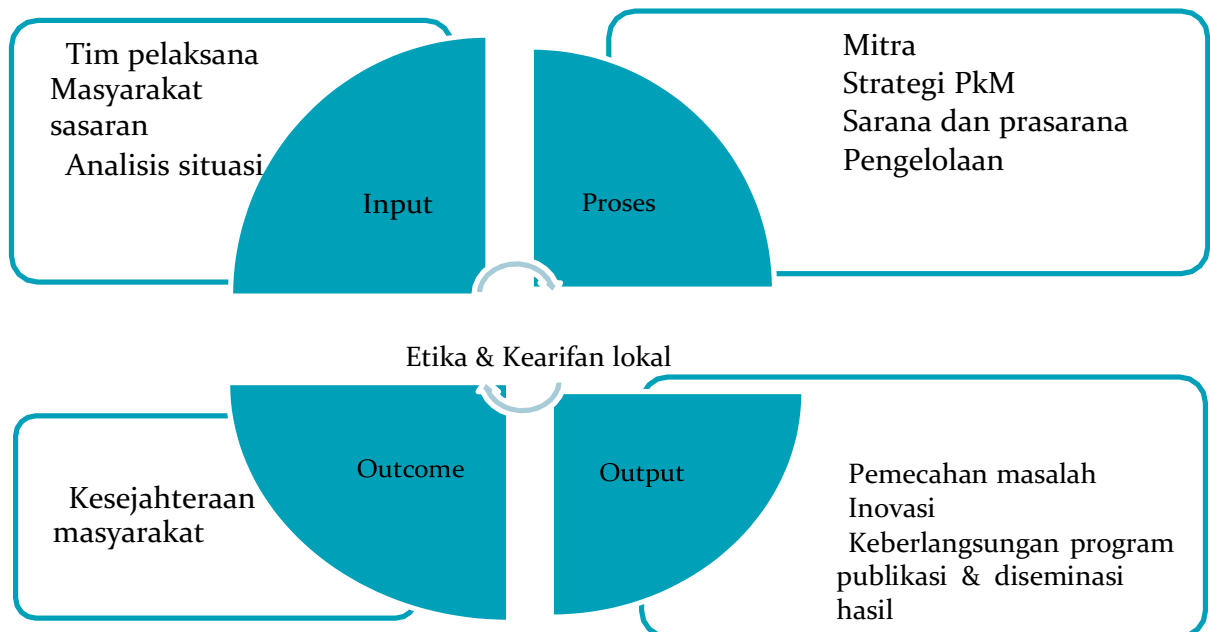 Tim pelaksana
Masyarakat
sasaran
Analisis situasi
Input
Mitra
Strategi PkM
Sarana dan prasarana
Pengelolaan
Proses
Etika & Kearifan lokal
Kesejahteraan
masyarakat
Outcome
Output
Pemecahan masalah
Inovasi
Keberlangsungan program
publikasi & diseminasi
hasil